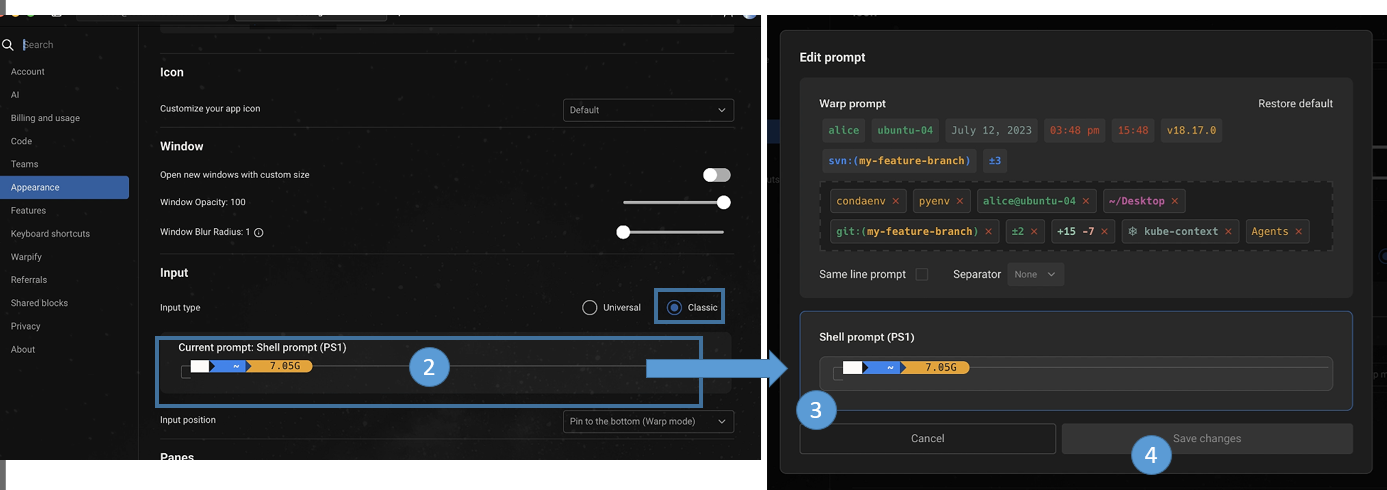 Search
Account
AI
Billing and usage
Code
Teams
Appearance
Features
Keyboard shortcuts
Warpify
Referrals
Shared blocks
Privacy
About
Icon
Customize your app icon
Default
Window
Open new windows with custom size
Window Opacity: 100
Window Blur Radius: 1
Input
Input type
Universal
Classic
Current prompt: Shell prompt (PS1)
~ 7.05G
2
Input position
Pin to the bottom (Warp mode)
Panes
Edit prompt
Warp prompt
Restore default
alice ubuntu-04 July 12, 2023 03:48 pm 15:48 v18.17.0
svn:(my-feature-branch) ±3
condaenv × pyenv × alice@ubuntu-04 × ~/Desktop ×
git:(my-feature-branch) × ±2 × +15 -7 × kube-context × Agents ×
Same line prompt
Separator
None
Shell prompt (PS1)
~ 7.05G
3
Cancel
Save changes
4